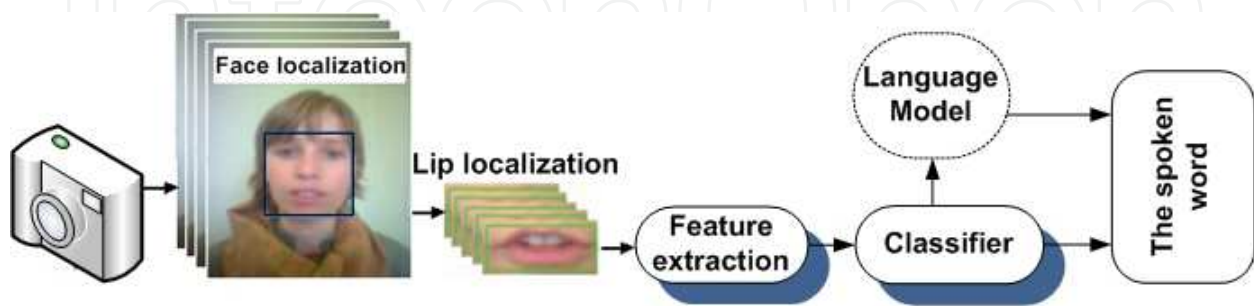 Face localization
Lip localization
Feature
extraction
Classifier
Language
Model
The spoken
word